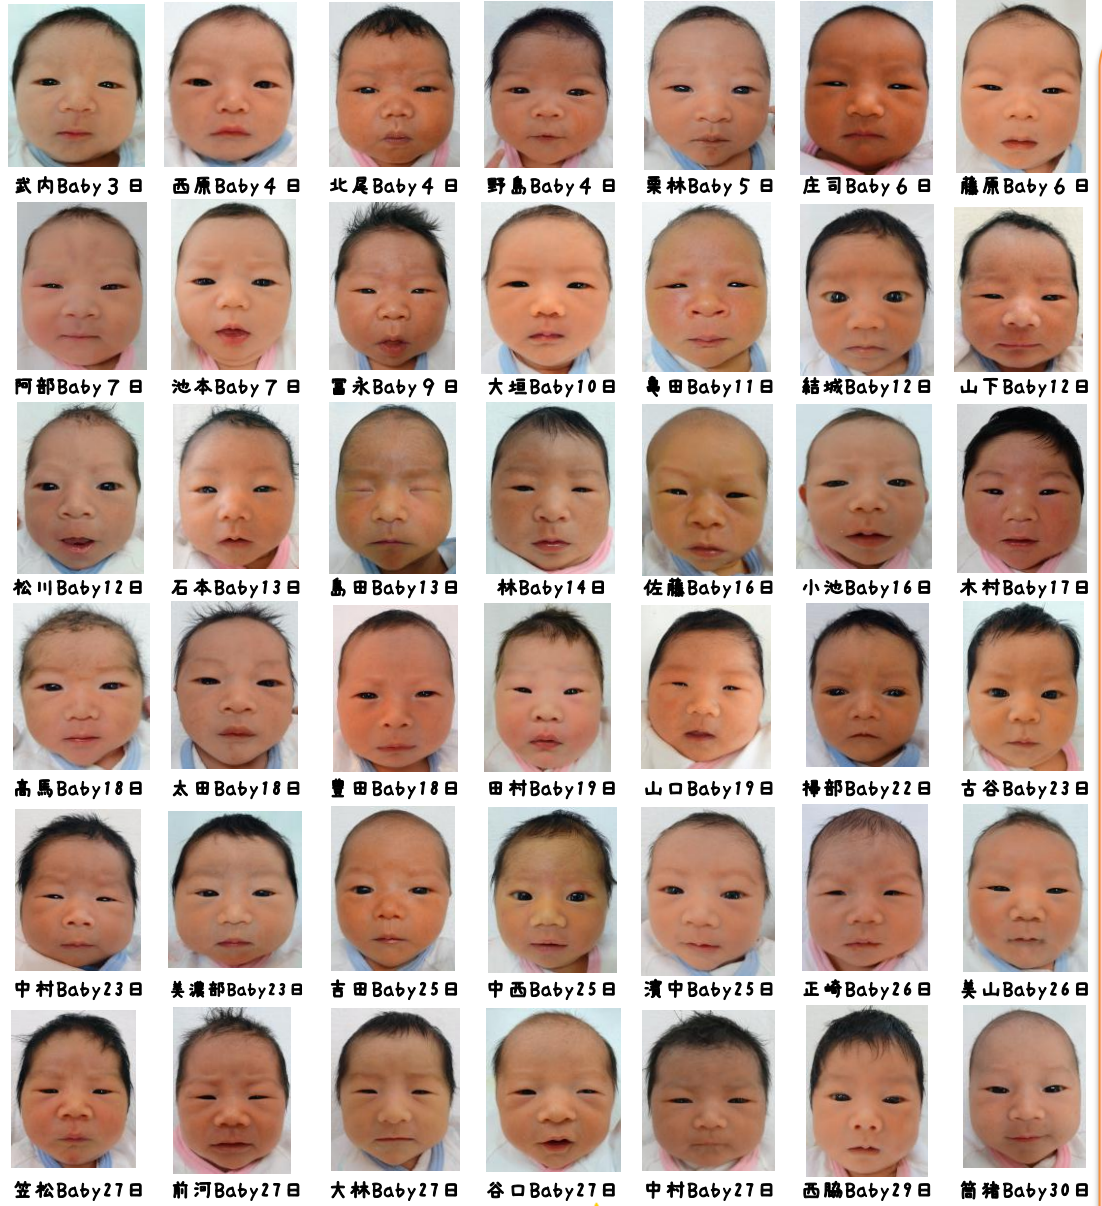 武内Baby3日 西原Baby4日 北尾Baby4日 野島Baby4日 栗林Baby5日 庄司Baby6日 藤原Baby6日
阿部Baby7日 池本Baby7日 冨永Baby9日 大垣Baby10日 亀田Baby11日 結城Baby12日 山下Baby12日
松川Baby12日 石本Baby13日 島田Baby13日 林Baby14日 佐藤Baby16日 小池Baby16日 木村Baby17日
高馬Baby18日 太田Baby18日 豊田Baby18日 田村Baby19日 山口Baby19日 掃部Baby22日 古谷Baby23日
中村Baby23日 美濃部Baby23日 吉田Baby25日 中西Baby25日 濱中Baby25日 正崎Baby26日 美山Baby26日
笠松Baby27日 前河Baby27日 大林Baby27日 谷口Baby27日 中村Baby27日 西脇Baby29日 筒猪Baby30日